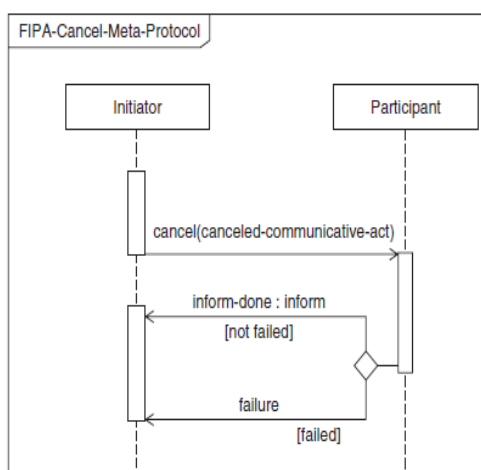 FIPA-Cancel-Meta-Protocol
Initiator
Participant
cancel(canceled-communicative-act)
inform-done : inform
[not failed]
failure
[failed]